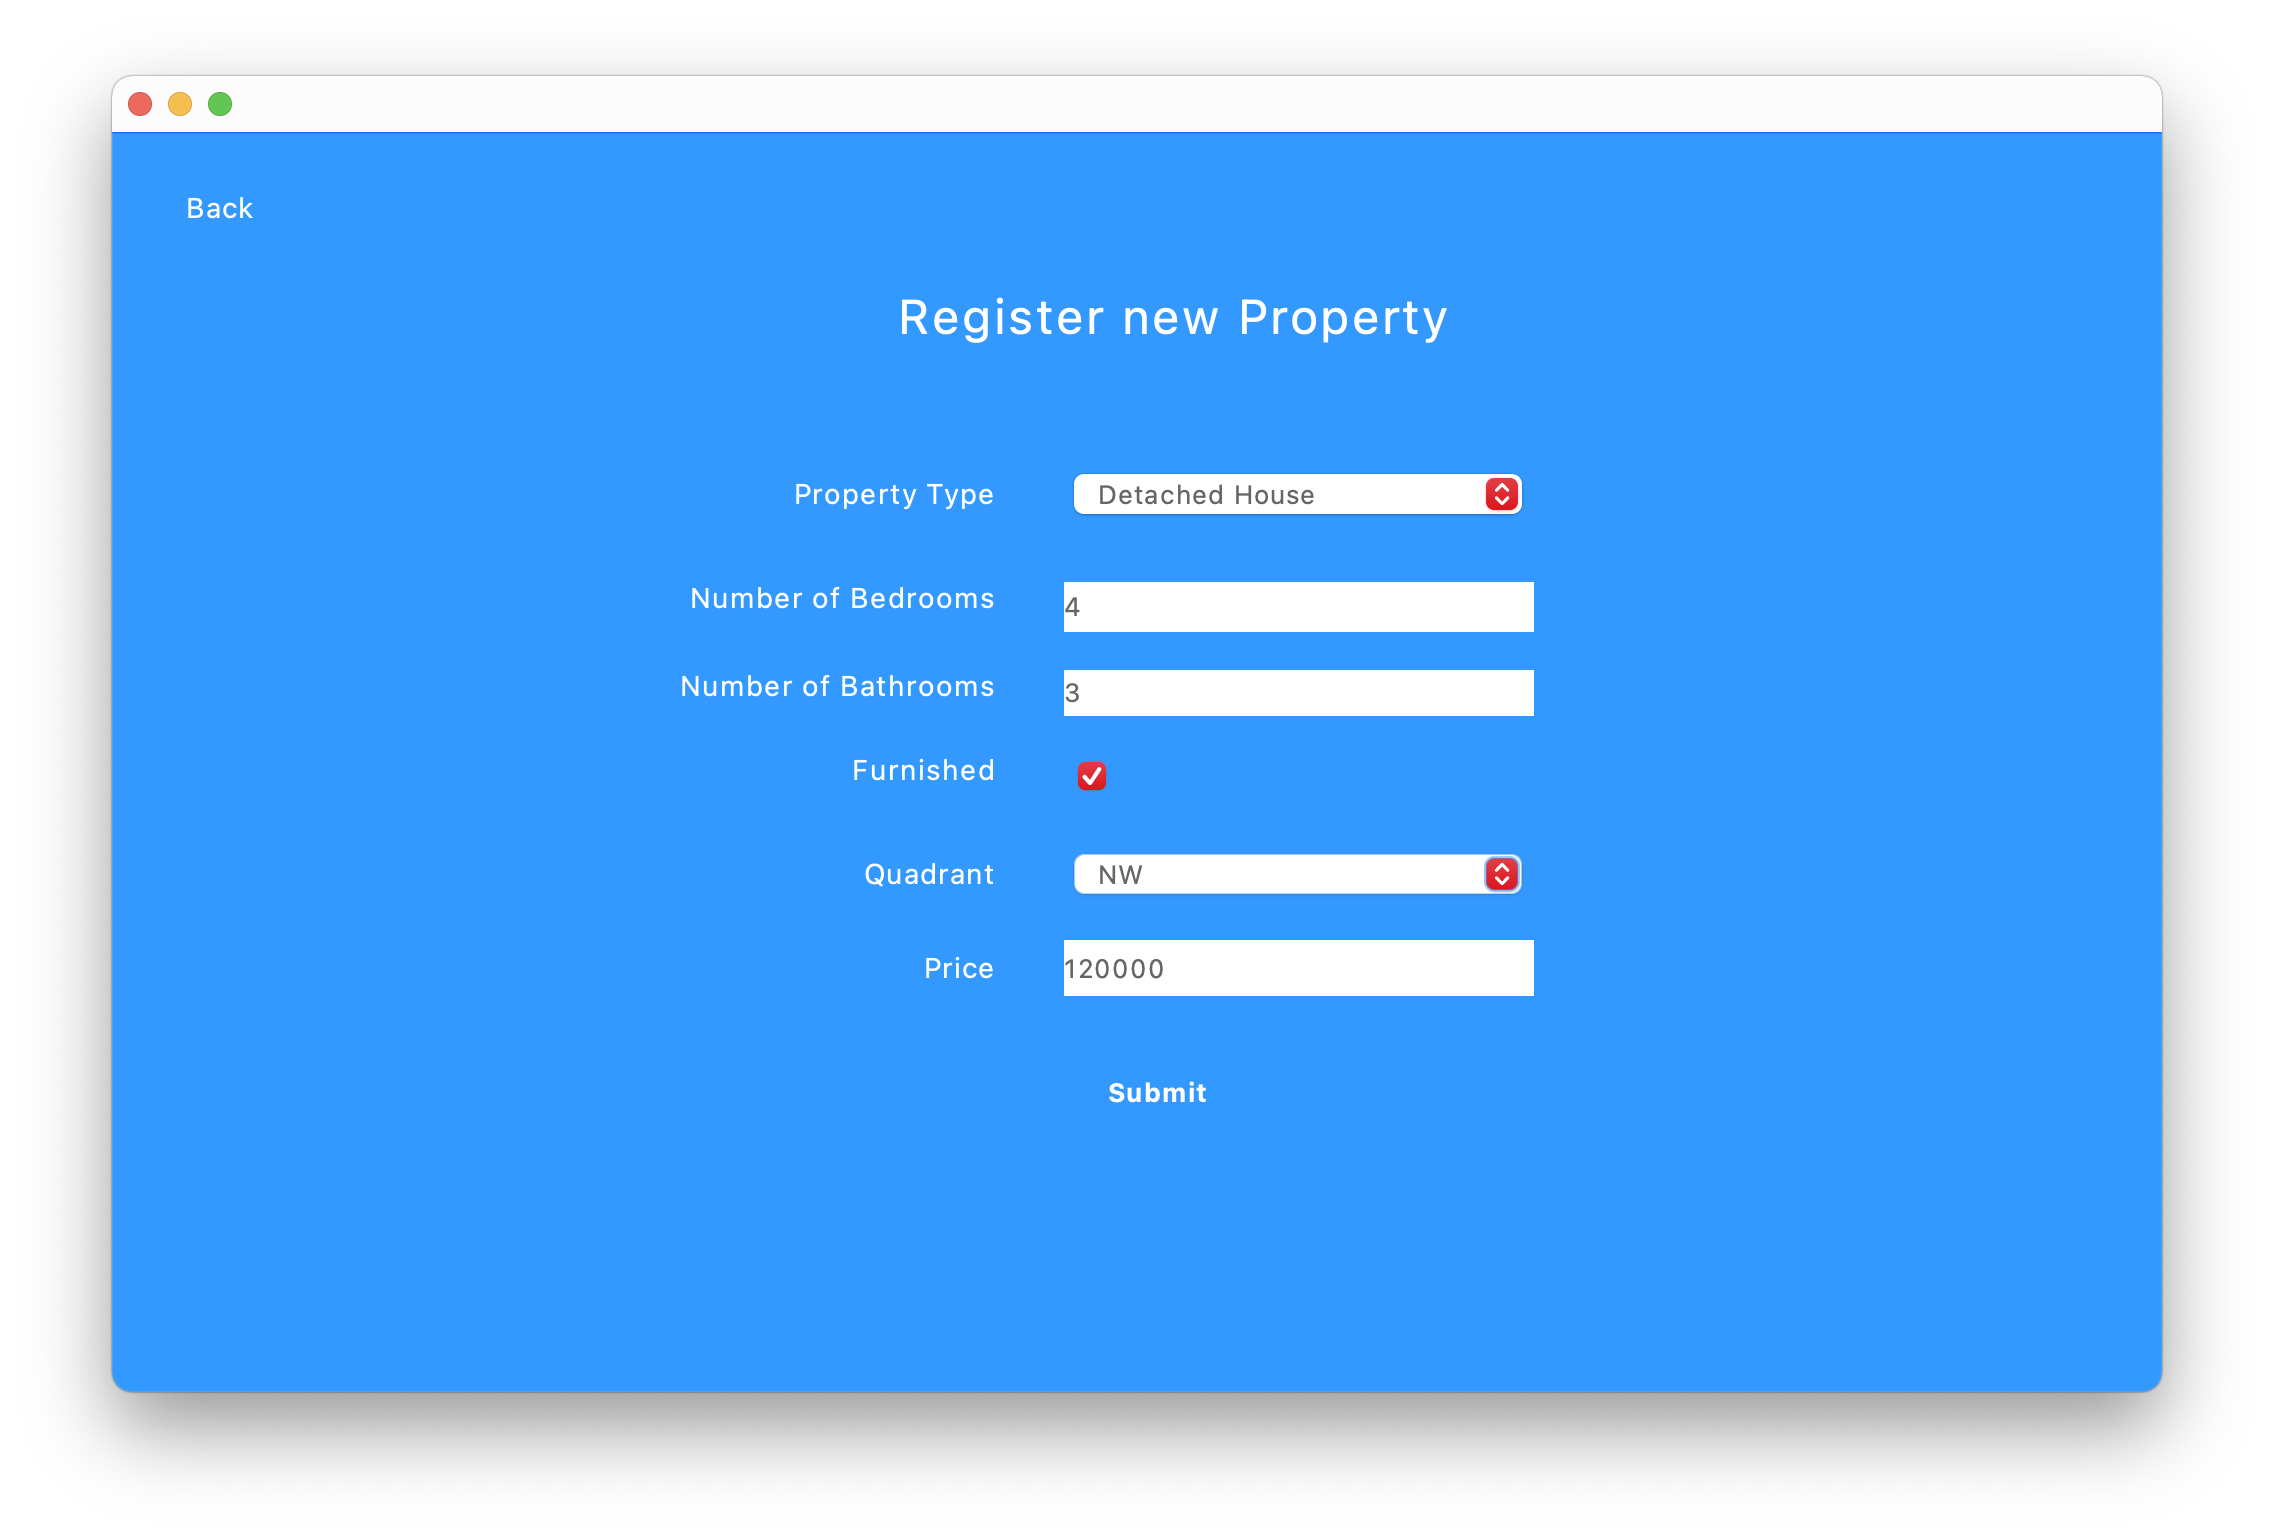 Back
Register new Property
Property Type Detached House
Number of Bedrooms 4
Number of Bathrooms 3
Furnished
Quadrant NW
Price 120000
Submit